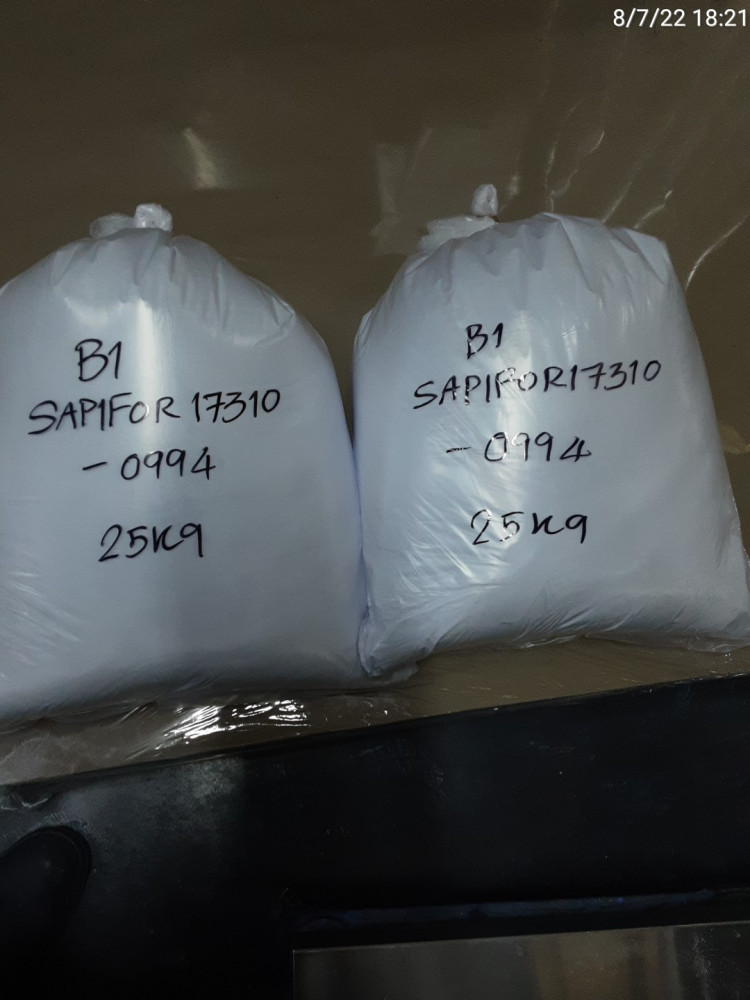 8/7/22 18:21
B1
SAPIFOR 17310
- 0994
25Kg
B1
SAPIFOR17310
- 0994
25Kg